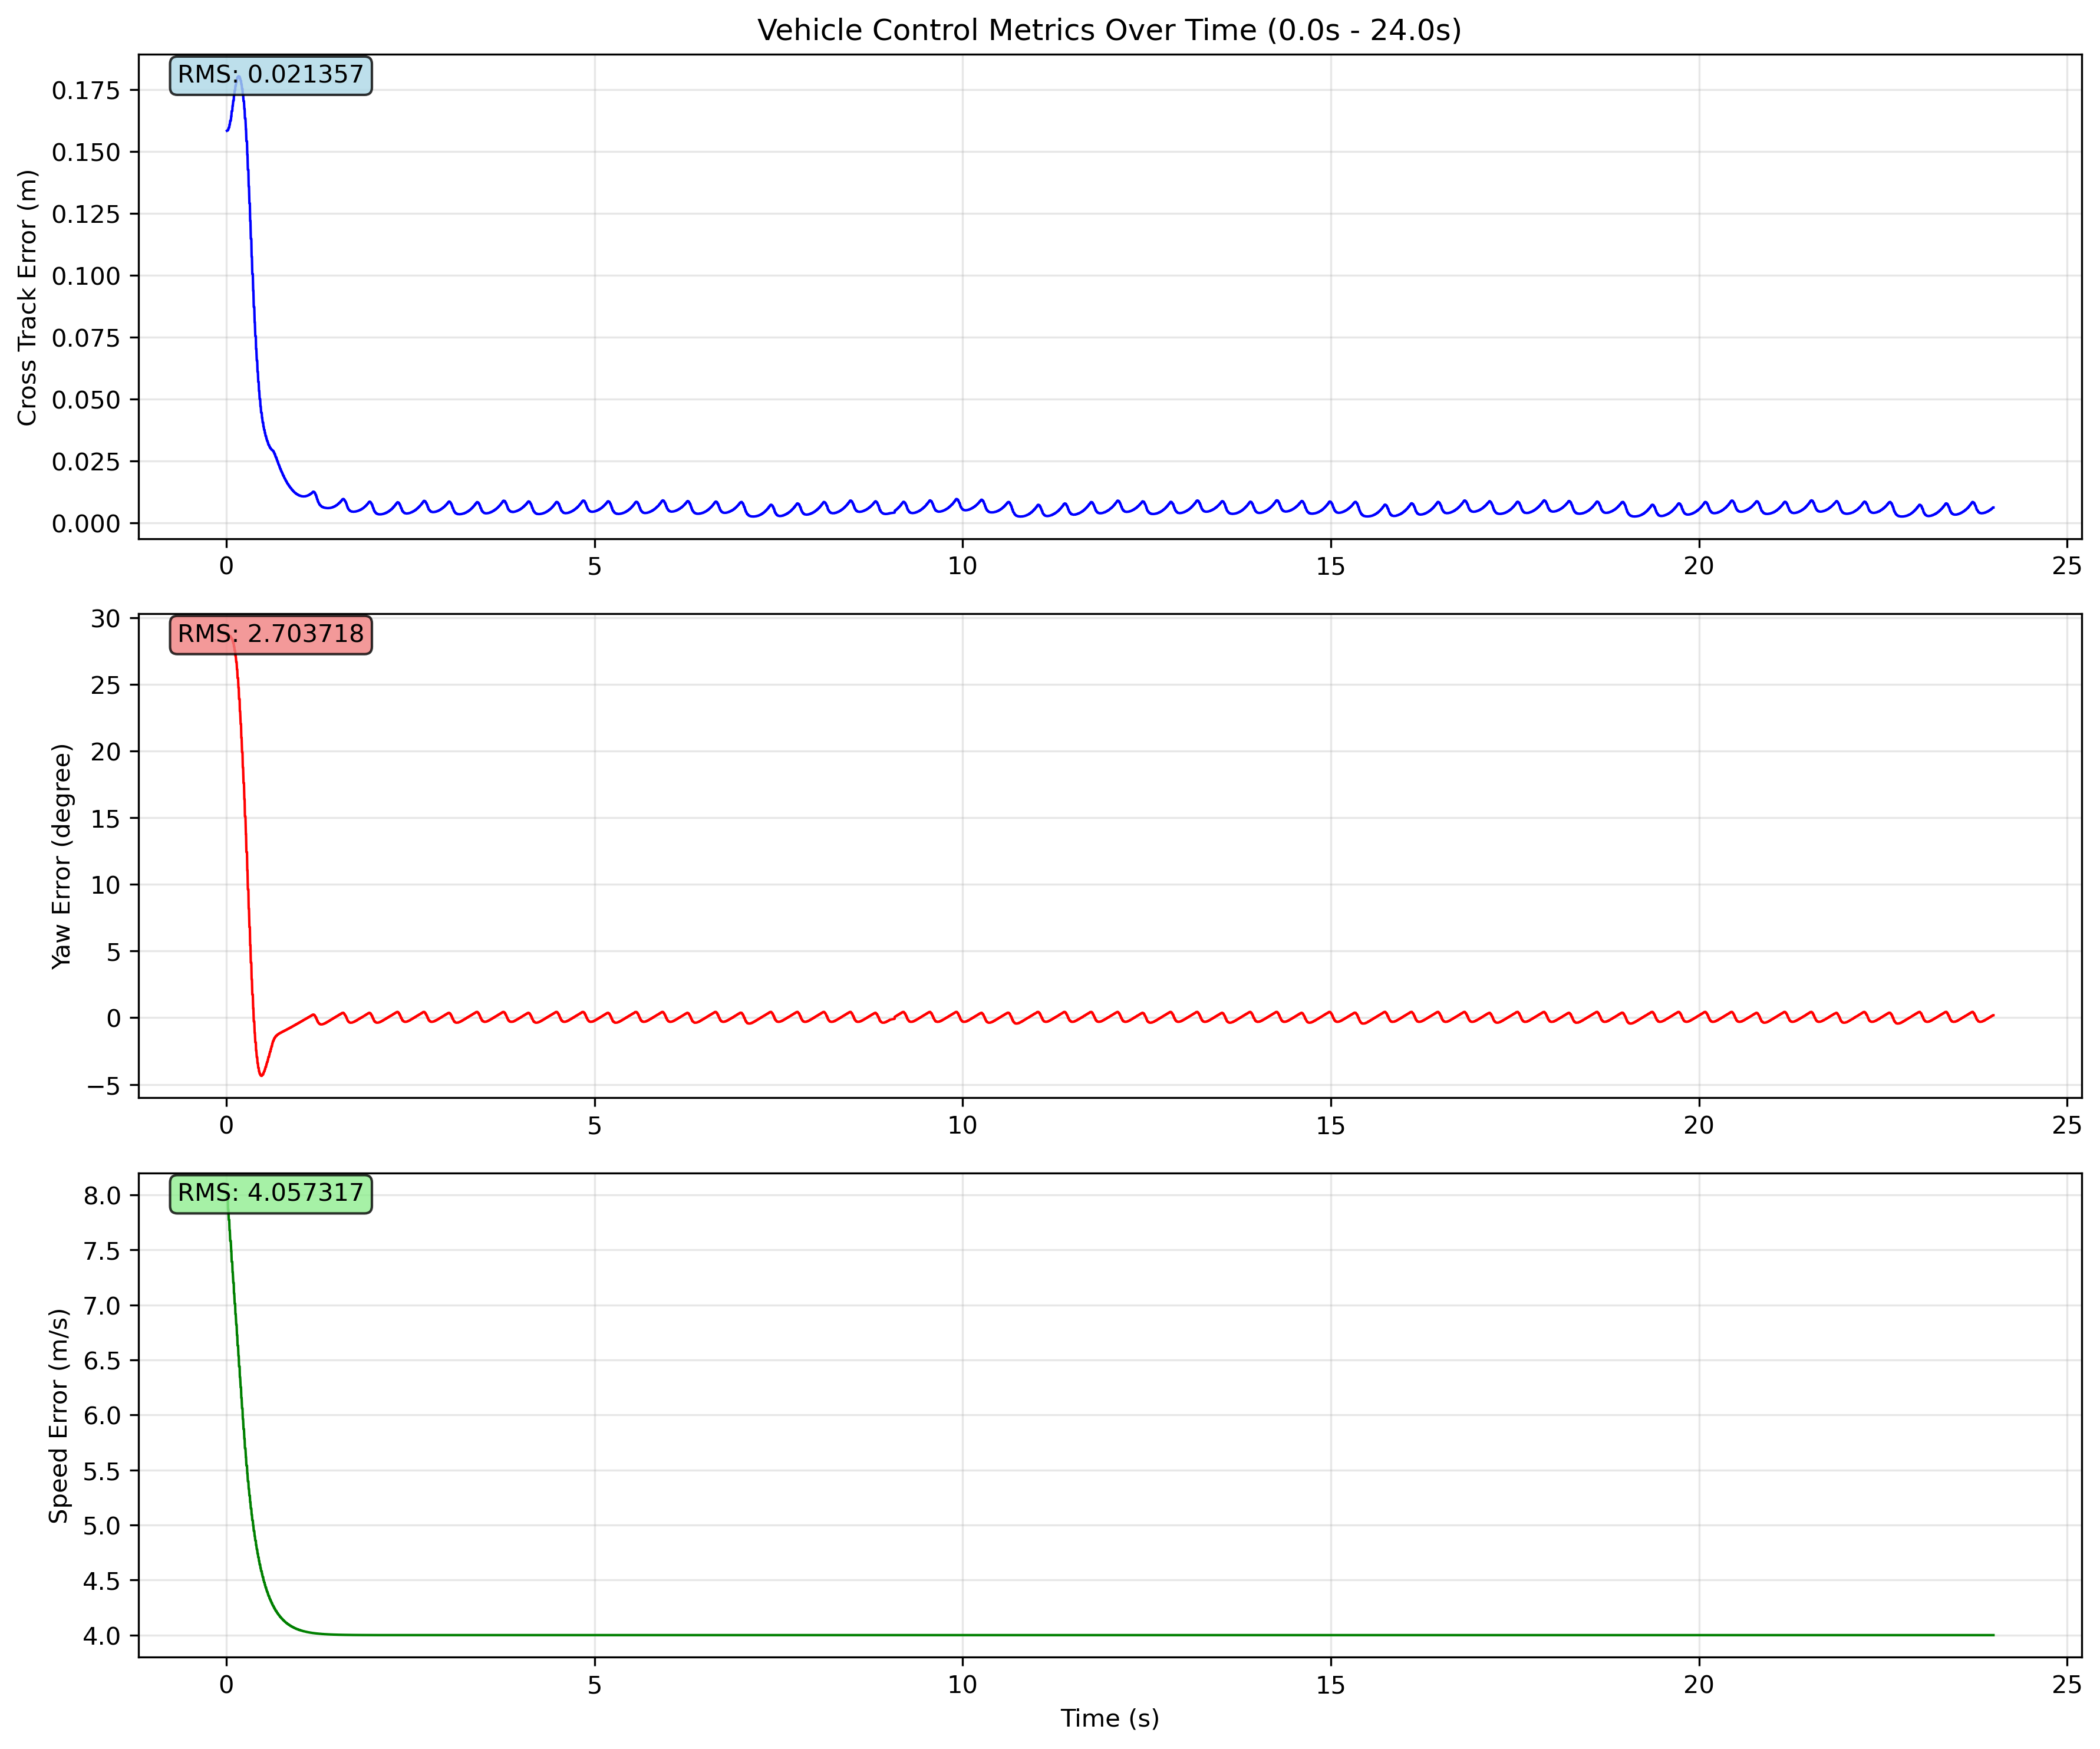 Vehicle Control Metrics Over Time (0.0s - 24.0s)
RMS: 0.021357
Cross Track Error (m)
0.175
0.150
0.125
0.100
0.075
0.050
0.025
0.000
0 5 10 15 20 25
RMS: 2.703718
Yaw Error (degree)
30
25
20
15
10
5
0
−5
0 5 10 15 20 25
RMS: 4.057317
Speed Error (m/s)
8.0
7.5
7.0
6.5
6.0
5.5
5.0
4.5
4.0
0 5 10 15 20 25
Time (s)